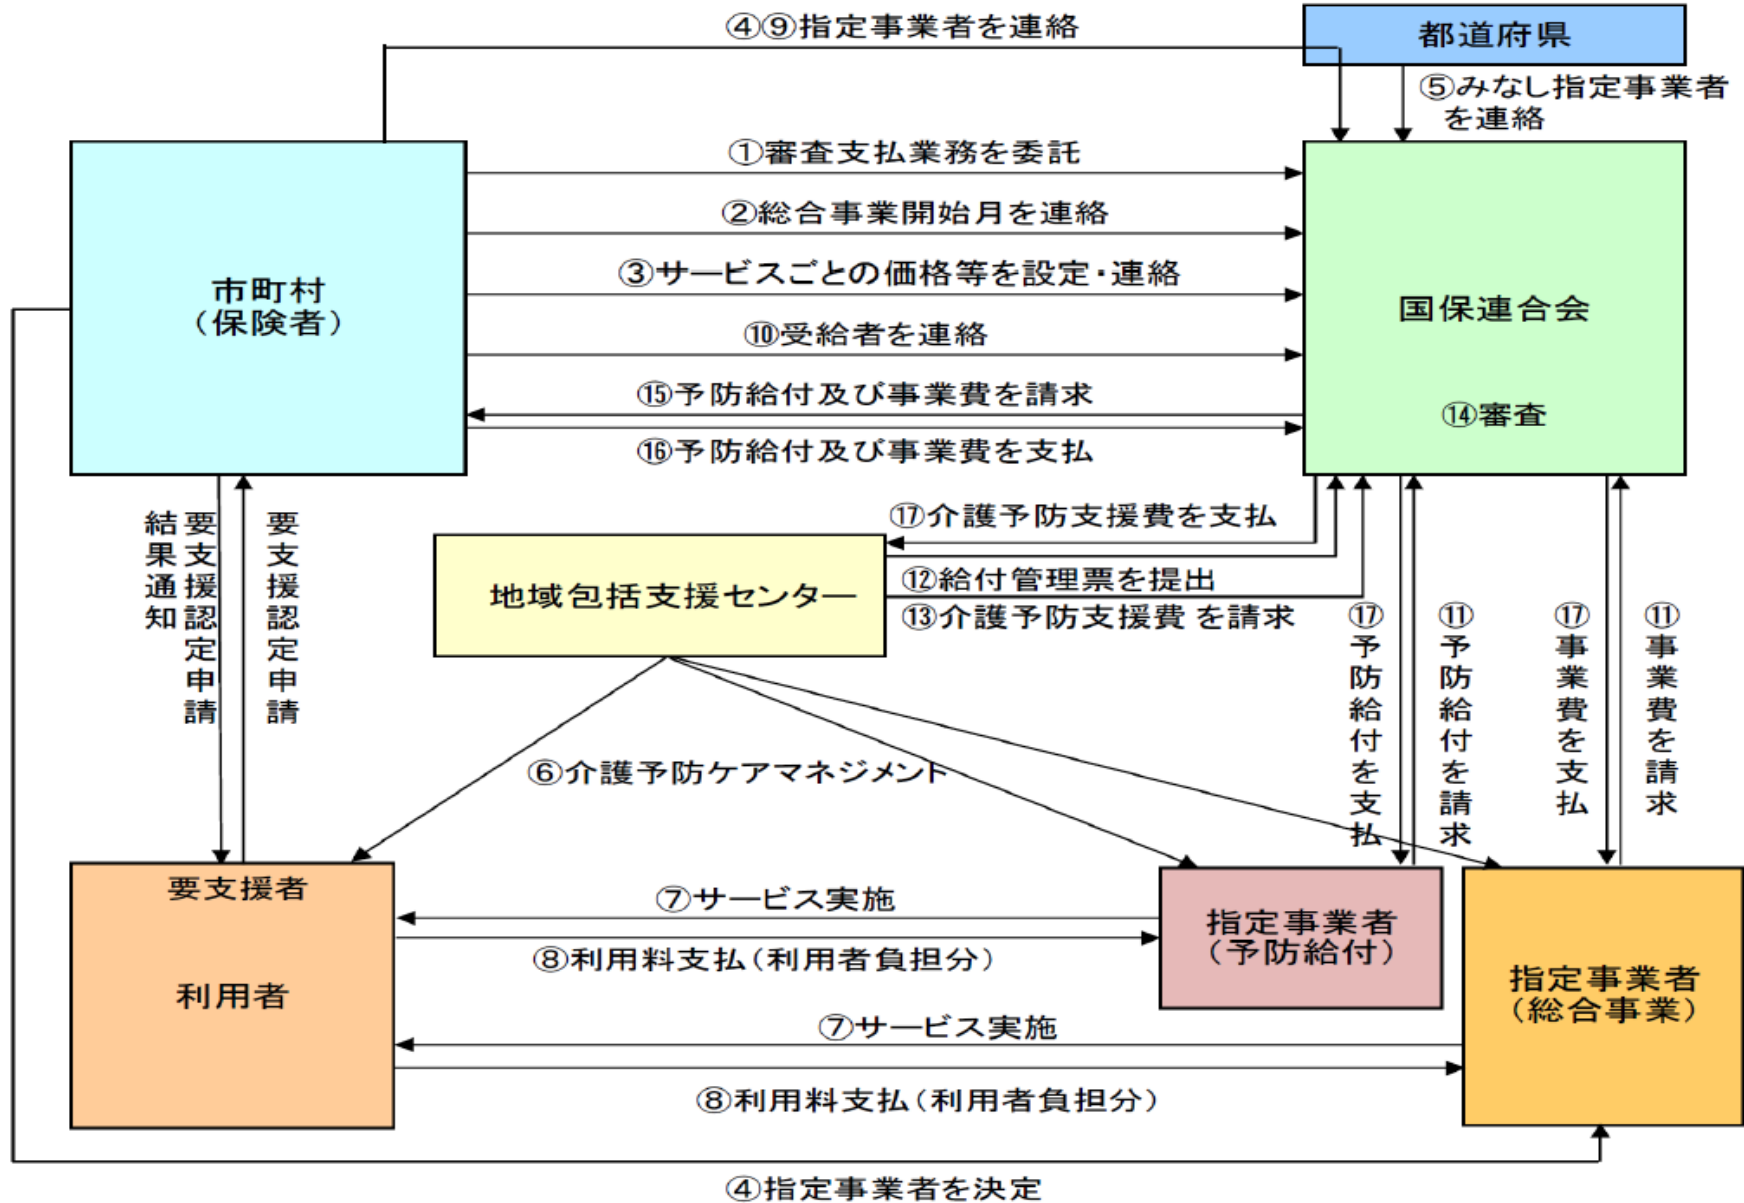 ④⑨指定事業者を連絡
都道府県
⑤みなし指定事業者
を連絡
①審査支払業務を委託
②総合事業開始月を連絡
③サービスごとの価格等を設定・連絡
市町村
（保険者）
国保連合会
⑩受給者を連絡
⑮予防給付及び事業費を請求
⑭審査
⑯予防給付及び事業費を支払
要支援認定申請
結果通知
要支援認定申請
⑰介護予防支援費を支払
地域包括支援センター
⑫給付管理票を提出
⑬介護予防支援費 を請求
⑰予防給付を支払
⑪予防給付を請求
⑰事業費を支払
⑪事業費を請求
⑥介護予防ケアマネジメント
要支援者
利用者
⑦サービス実施
⑧利用料支払（利用者負担分）
指定事業者
（予防給付）
指定事業者
（総合事業）
⑦サービス実施
⑧利用料支払（利用者負担分）
④指定事業者を決定